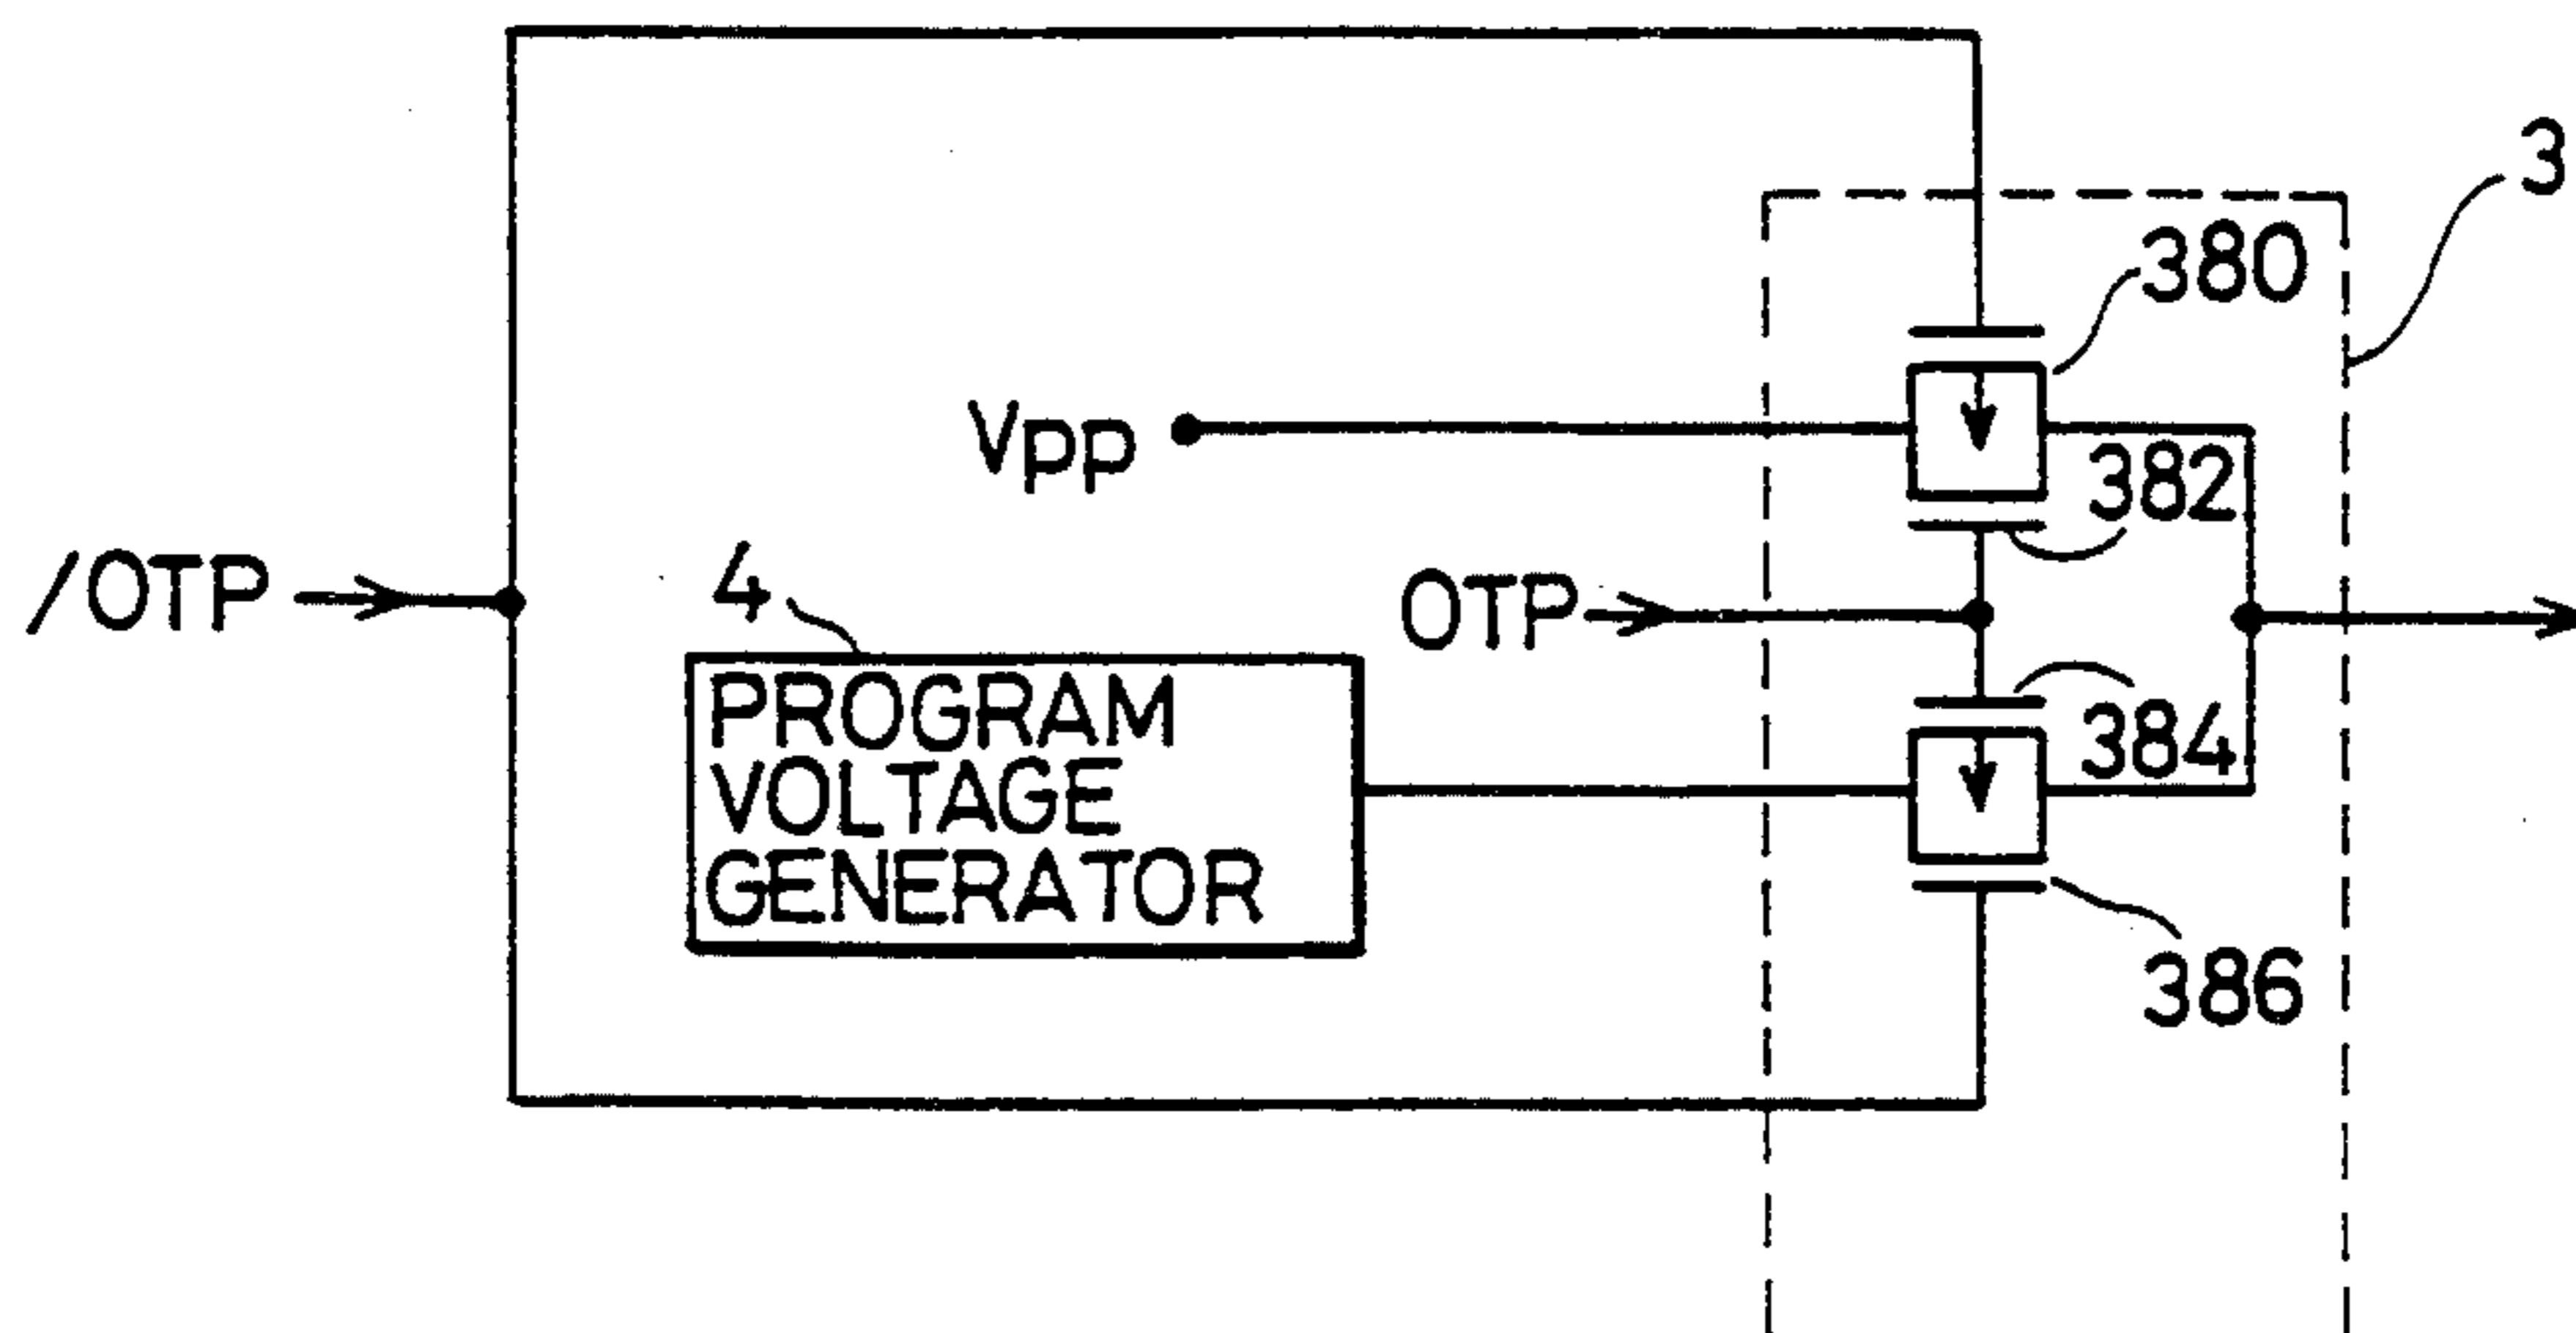 3
380
Vpp
382
/OTP
4
OTP
PROGRAM
VOLTAGE
GENERATOR
384
386